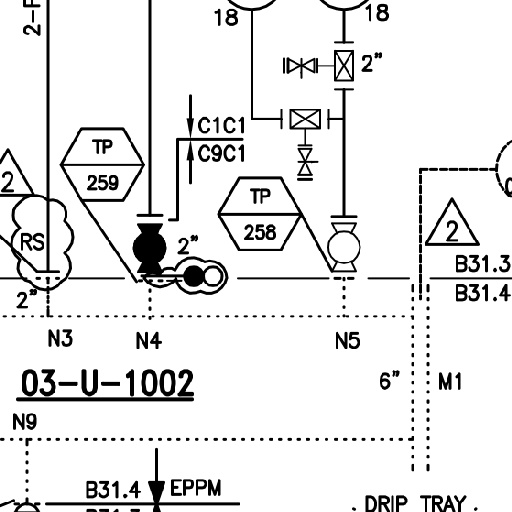 2-F
18
18
2"
C1C1
C9C1
TP
259
TP
258
2
RS
2"
2
2"
B31.3
B31.4
N3
N4
N5
03-U-1002
6"
M1
N9
B31.4
EPPM
DRIP TRAY